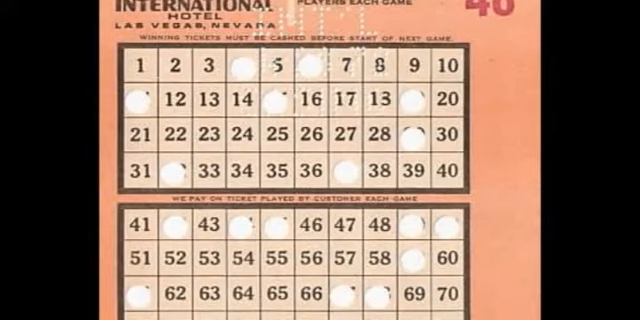 INTERNATIONAL
HOTEL
LAS VEGAS, NEVADA
PLAYERS EACH GAME
46
WINNING TICKETS MUST BE CASHED BEFORE START OF NEXT GAME.
1 2 3 5 7 8 9 10
12 13 14 16 17 18 20
21 22 23 24 25 26 27 28 30
31 33 34 35 36 38 39 40
WE PAY ON TICKET PLAYED BY CUSTOMER EACH GAME
41 43 46 47 48
51 52 53 54 55 56 57 58 60
62 63 64 65 66 69 70